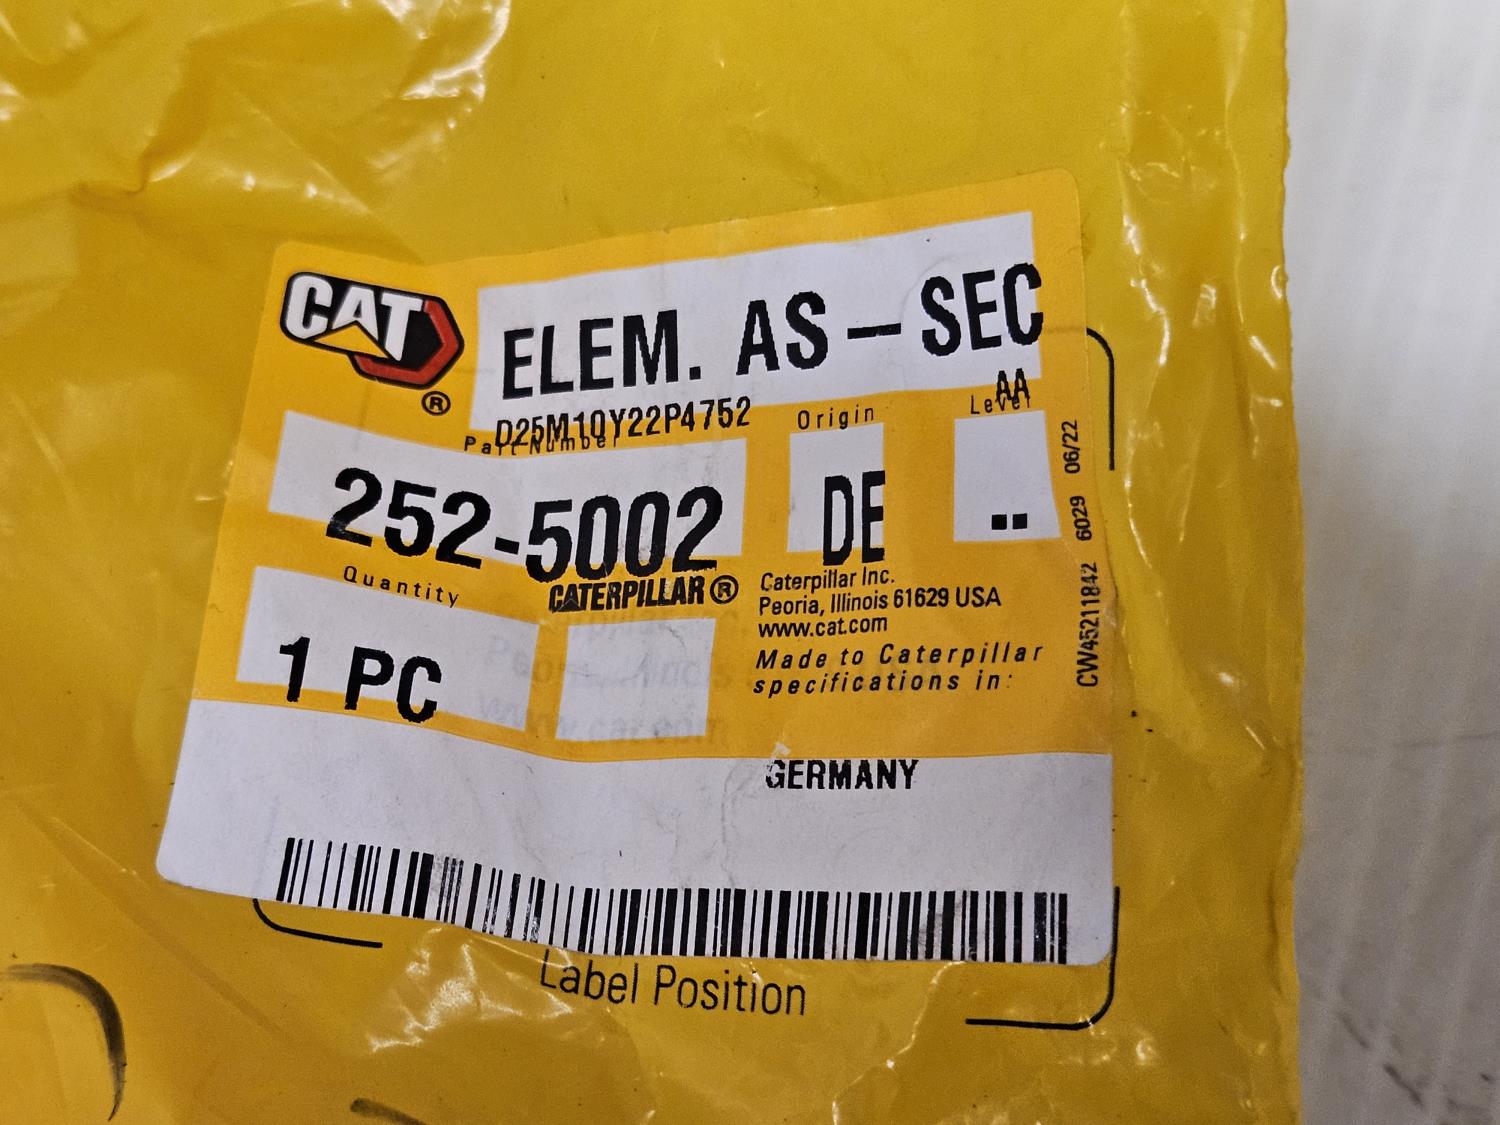 CAT
®
ELEM. AS-SEC
AA
D25M10Y22P4752
Part Number
Origin
Level
252-5002
DE
..
Quantity
CATERPILLAR®
1 PC
Caterpillar Inc.
Peoria, Illinois 61629 USA
www.cat.com
Made to Caterpillar
specifications in:
GERMANY
CW45211842 6029 06/22
Label Position